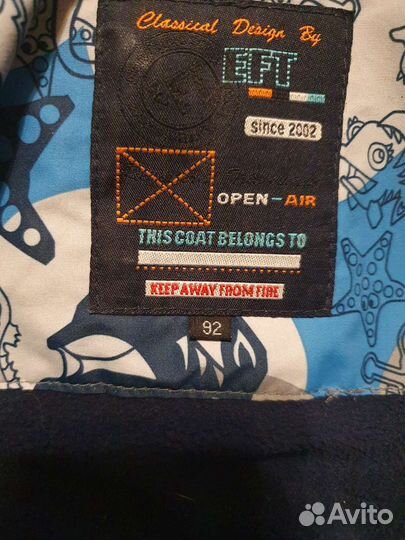 Classical Design By
EFT
since 2002
OPEN-AIR
THIS COAT BELONGS TO
KEEP AWAY FROM FIRE
92
Avito